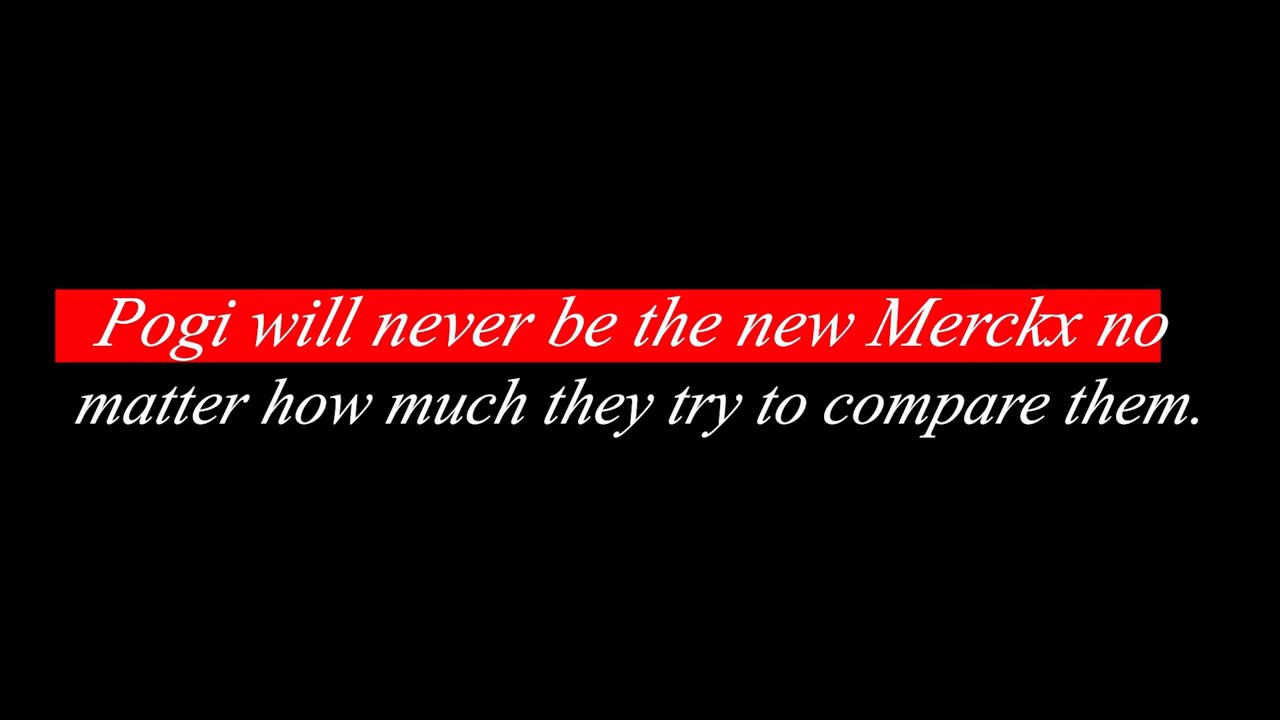 Pogi will never be the new Merckx no
matter how much they try to compare them.